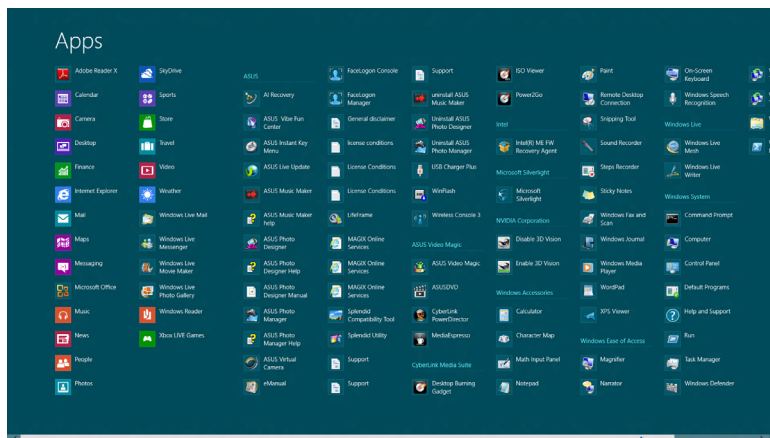 Apps
Adobe Reader X
Calendar
Camera
Desktop
Finance
Internet Explorer
Mail
Maps
Messaging
Microsoft Office
Music
News
People
Photos
SkyDrive
Sports
Store
Travel
Video
Weather
Windows Live Mail
Windows Live
Messenger
Windows Live
Movie Maker
Windows Live
Photo Gallery
Windows Reader
Xbox LIVE Games
ASUS
AI Recovery
ASUS Vibe Fun
Center
ASUS Instant Key
Menu
ASUS Live Update
ASUS Music Maker
ASUS Music Maker
help
ASUS Photo
Designer
ASUS Photo
Designer Help
ASUS Photo
Designer Manual
ASUS Photo
Manager
ASUS Photo
Manager Help
ASUS Virtual
Camera
eManual
FaceLogon Console
FaceLogon
Manager
General disclaimer
license conditions
License Conditions
License Conditions
LifeFrame
MAGIX Online
Services
MAGIX Online
Services
MAGIX Online
Services
Splendid
Compatibility Tool
Splendid Utility
Support
Support
Support
uninstall ASUS
Music Maker
Uninstall ASUS
Photo Designer
Uninstall ASUS
Photo Manager
USB Charger Plus
WinFlash
Wireless Console 3
ASUS Video Magic
ASUS Video Magic
ASUSDVD
CyberLink
PowerDirector
MediaEspresso
CyberLink Media Suite
Desktop Burning
Gadget
ISO Viewer
Power2Go
Intel
Intel(R) ME FW
Recovery Agent
Microsoft Silverlight
Microsoft
Silverlight
NVIDIA Corporation
Disable 3D Vision
Enable 3D Vision
Windows Accessories
Calculator
Character Map
Math Input Panel
Notepad
Paint
Remote Desktop
Connection
Snipping Tool
Sound Recorder
Steps Recorder
Sticky Notes
Windows Fax and
Scan
Windows Journal
Windows Media
Player
WordPad
XPS Viewer
Windows Ease of Access
Magnifier
Narrator
On-Screen
Keyboard
Windows Speech
Recognition
Windows Live
Windows Live
Mesh
Windows Live
Writer
Windows System
Command Prompt
Computer
Control Panel
Default Programs
Help and Support
Run
Task Manager
Windows Defender